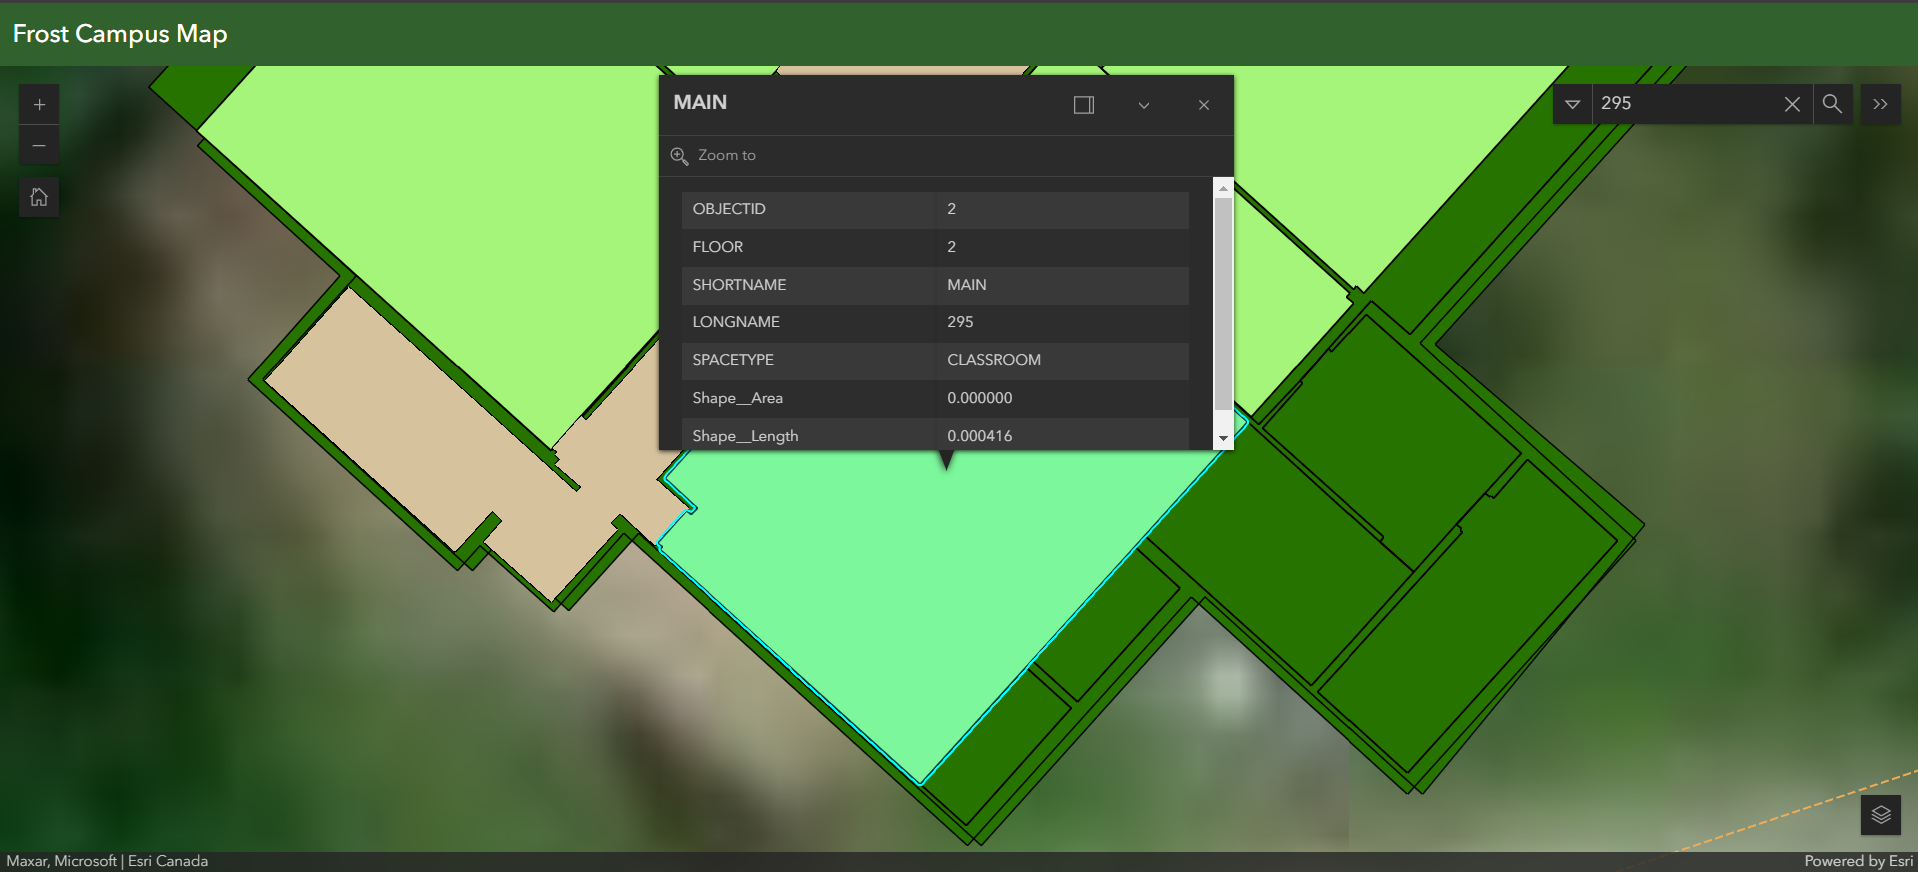 Frost Campus Map
295
MAIN
Zoom to
OBJECTID 2
FLOOR 2
SHORTNAME MAIN
LONGNAME 295
SPACETYPE CLASSROOM
Shape__Area 0.000000
Shape__Length 0.000416
Maxar, Microsoft | Esri Canada
Powered by Esri